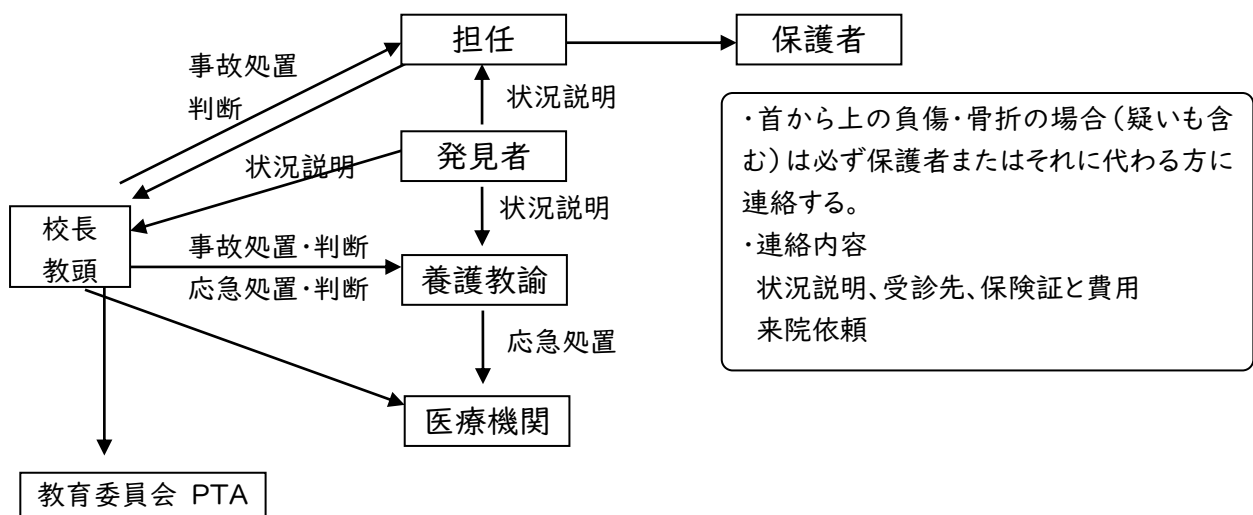 担任
保護者
事故処置
判断
状況説明
・首から上の負傷・骨折の場合（疑いも含
む）は必ず保護者またはそれに代わる方に
連絡する。
・連絡内容
状況説明、受診先、保険証と費用
来院依頼
発見者
状況説明
状況説明
校長
教頭
事故処置・判断
応急処置・判断
養護教諭
応急処置
医療機関
教育委員会 PTA